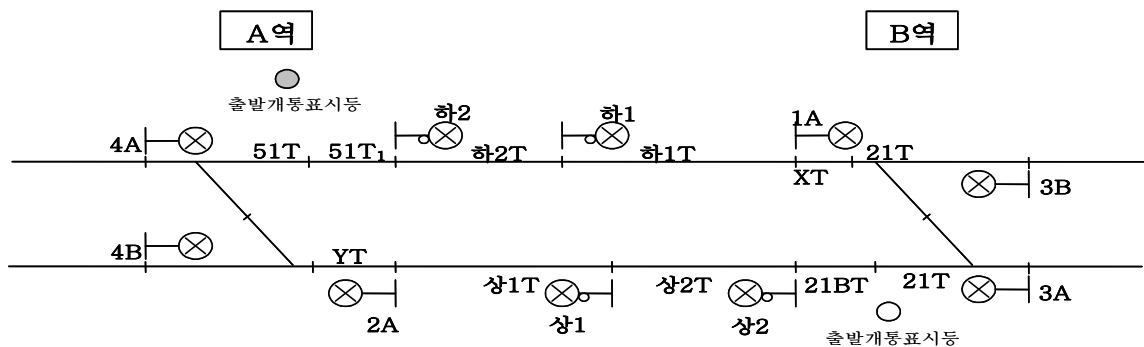 A역 B역
출발개통표시등
4A 51T 51T₁ 하2 하2T 하1 하1T 1A XT 21T 3B
4B YT 2A 상1T 상1 상2T 상2 21BT 21T 3A
출발개통표시등